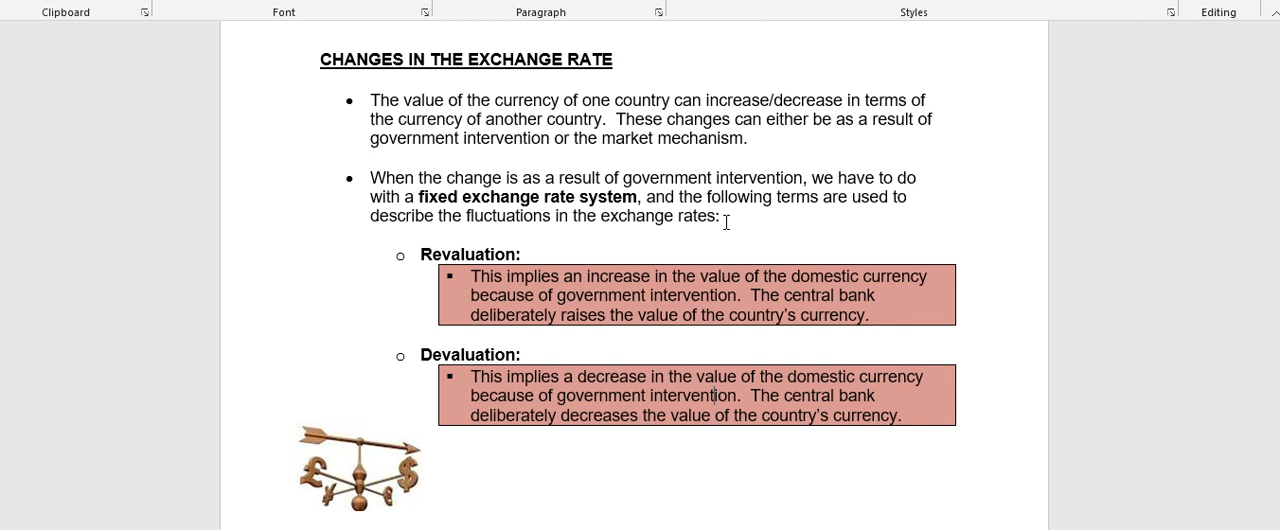 Clipboard Font Paragraph Styles Editing
CHANGES IN THE EXCHANGE RATE
• The value of the currency of one country can increase/decrease in terms of
the currency of another country.  These changes can either be as a result of
government intervention or the market mechanism.
• When the change is as a result of government intervention, we have to do
with a fixed exchange rate system, and the following terms are used to
describe the fluctuations in the exchange rates:
o Revaluation:
▪ This implies an increase in the value of the domestic currency
because of government intervention.  The central bank
deliberately raises the value of the country’s currency.
o Devaluation:
▪ This implies a decrease in the value of the domestic currency
because of government intervention.  The central bank
deliberately decreases the value of the country’s currency.
£ $
¥ €